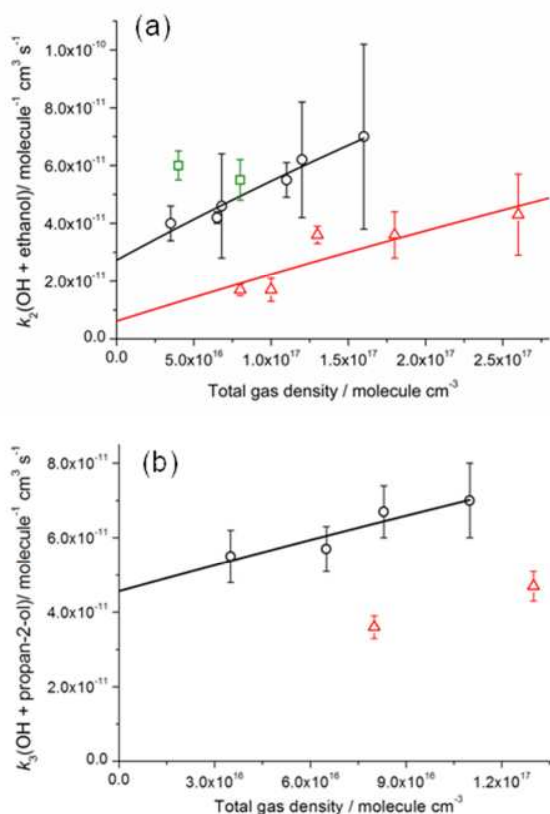 (a)
1.0x10⁻¹⁰
8.0x10⁻¹¹
6.0x10⁻¹¹
4.0x10⁻¹¹
2.0x10⁻¹¹
0.0
k₂(OH + ethanol)/ molecule⁻¹ cm³ s⁻¹
0.0 5.0x10¹⁶ 1.0x10¹⁷ 1.5x10¹⁷ 2.0x10¹⁷ 2.5x10¹⁷
Total gas density / molecule cm⁻³
(b)
8.0x10⁻¹¹
6.0x10⁻¹¹
4.0x10⁻¹¹
2.0x10⁻¹¹
0.0
k₃(OH + propan-2-ol)/ molecule⁻¹ cm³ s⁻¹
0.0 3.0x10¹⁶ 6.0x10¹⁶ 9.0x10¹⁶ 1.2x10¹⁷
Total gas density / molecule cm⁻³